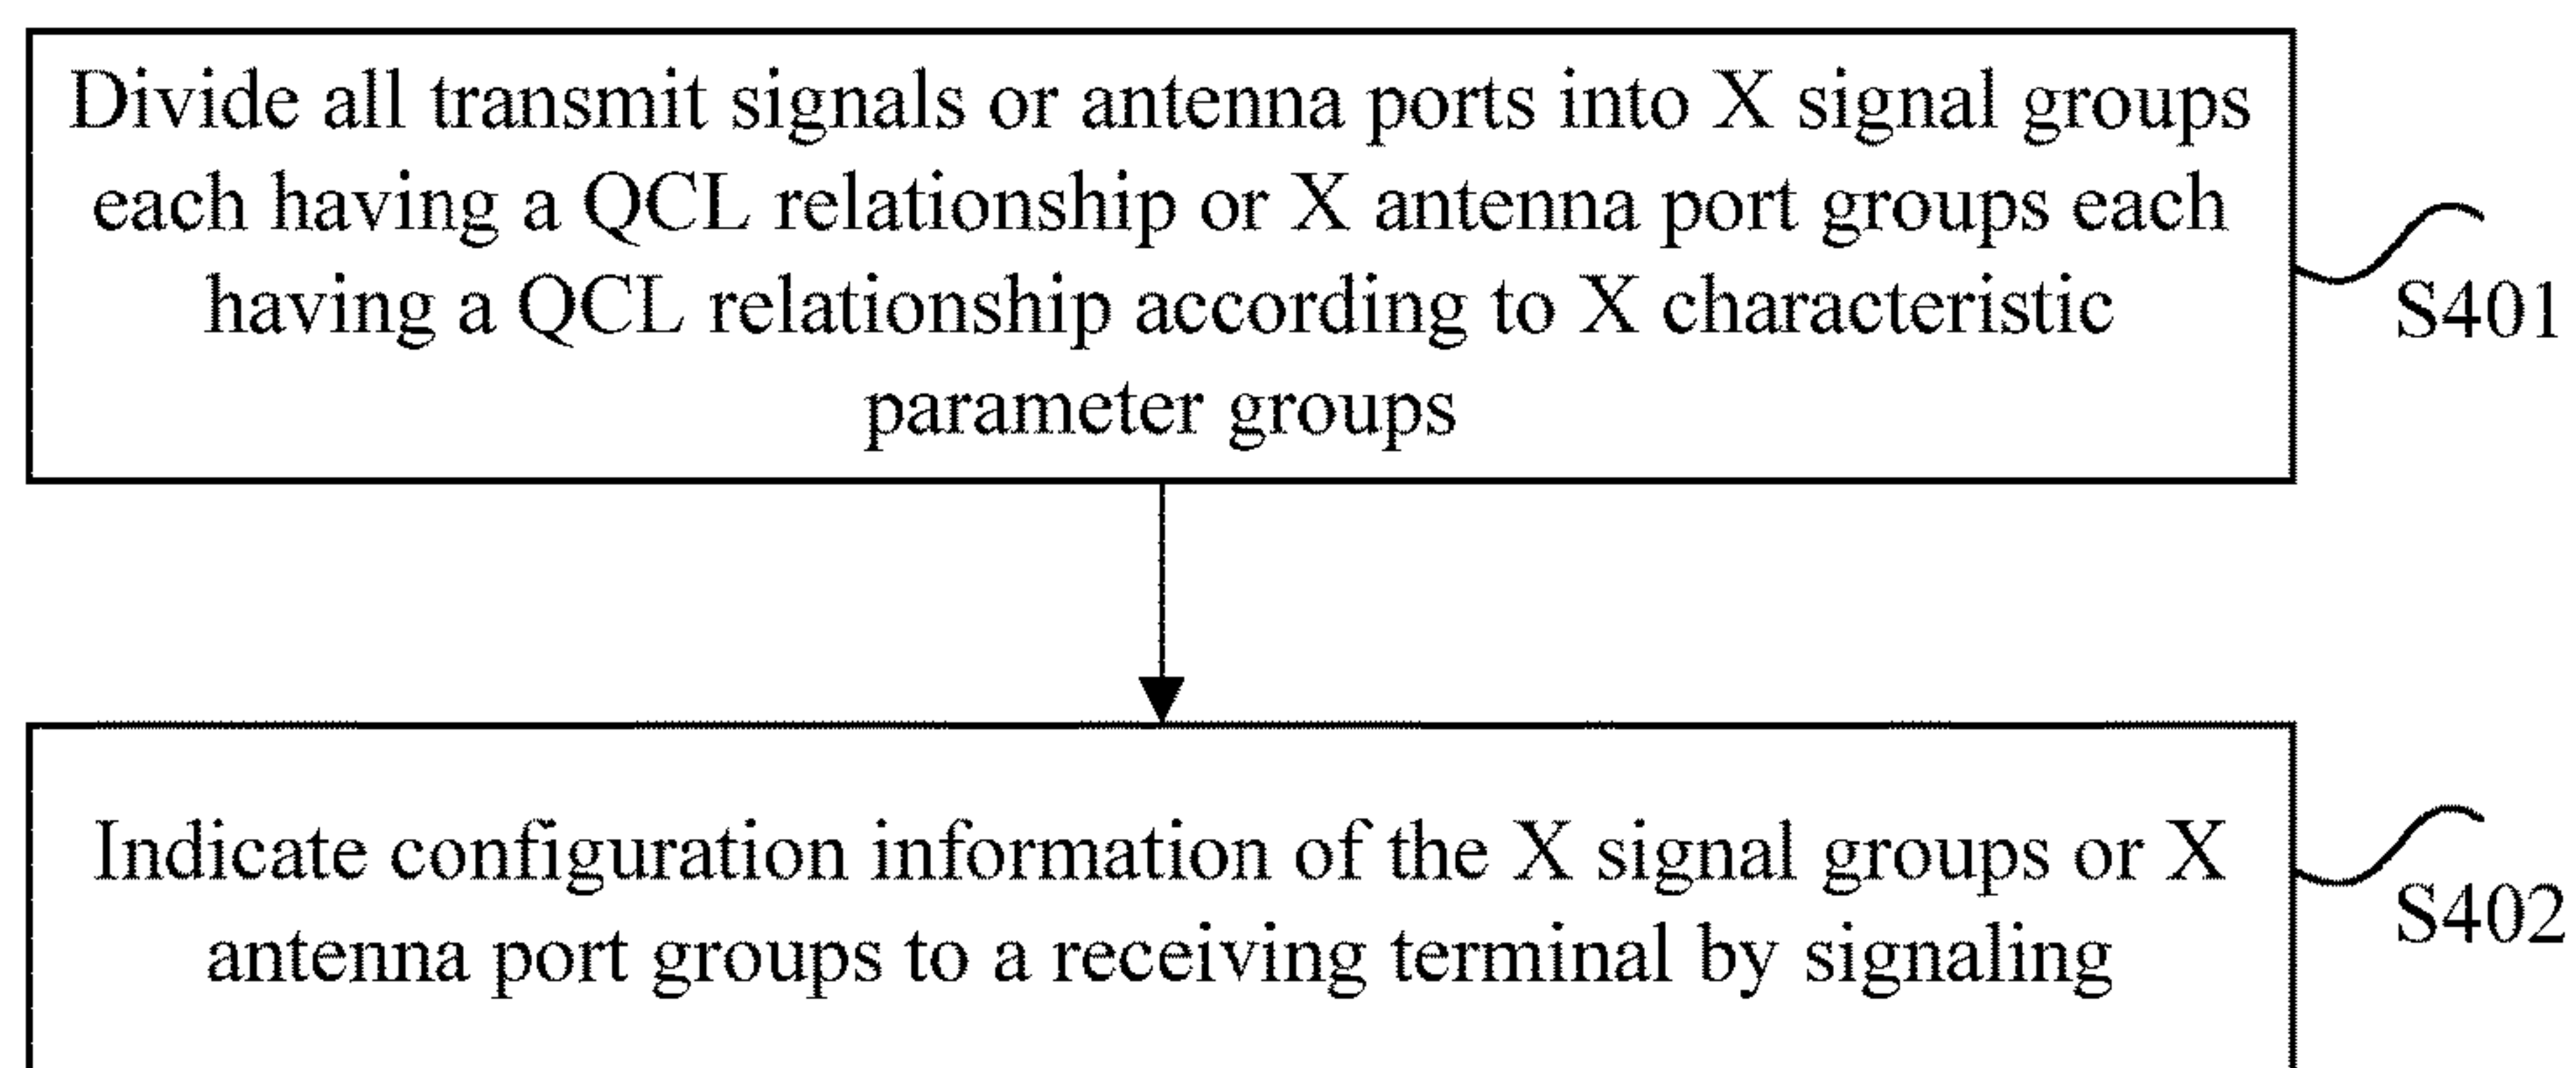 Divide all transmit signals or antenna ports into X signal groups
each having a QCL relationship or X antenna port groups each
having a QCL relationship according to X characteristic
parameter groups
S401
Indicate configuration information of the X signal groups or X
antenna port groups to a receiving terminal by signaling
S402